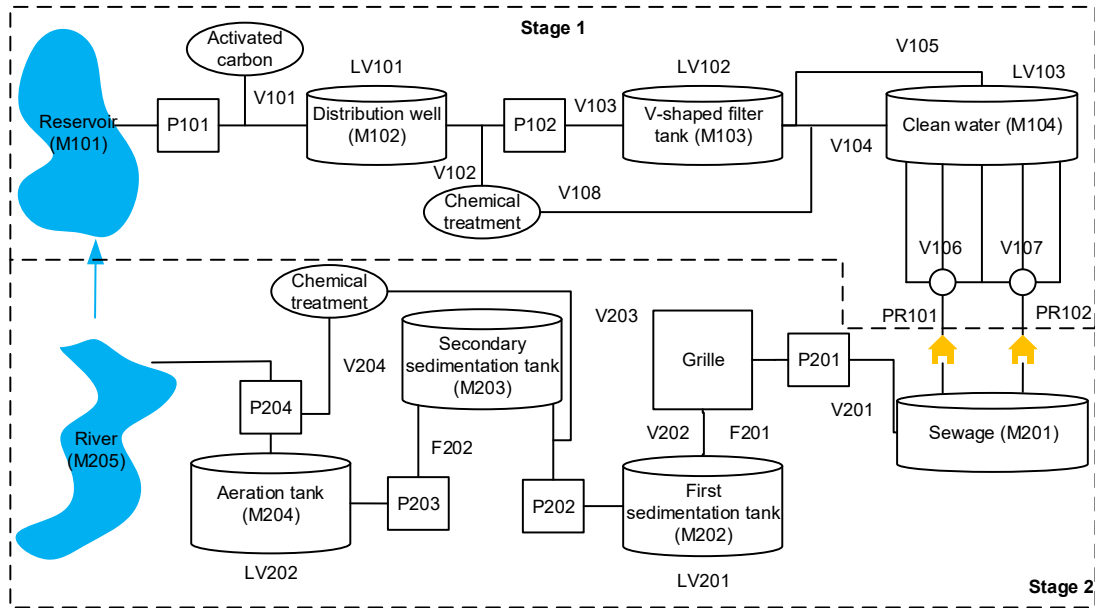 Stage 1
Activated
carbon
V105
LV101
LV102
LV103
V101
V103
Reservoir
(M101)
P101
Distribution well
(M102)
P102
V-shaped filter
tank (M103)
Clean water (M104)
V104
V102
Chemical
treatment
V108
V106
V107
PR101
PR102
Chemical
treatment
V203
Secondary
sedimentation tank
(M203)
V204
Grille
P201
P204
V201
River
(M205)
F202
V202
F201
Sewage (M201)
Aeration tank
(M204)
P203
P202
First
sedimentation tank
(M202)
LV202
LV201
Stage 2